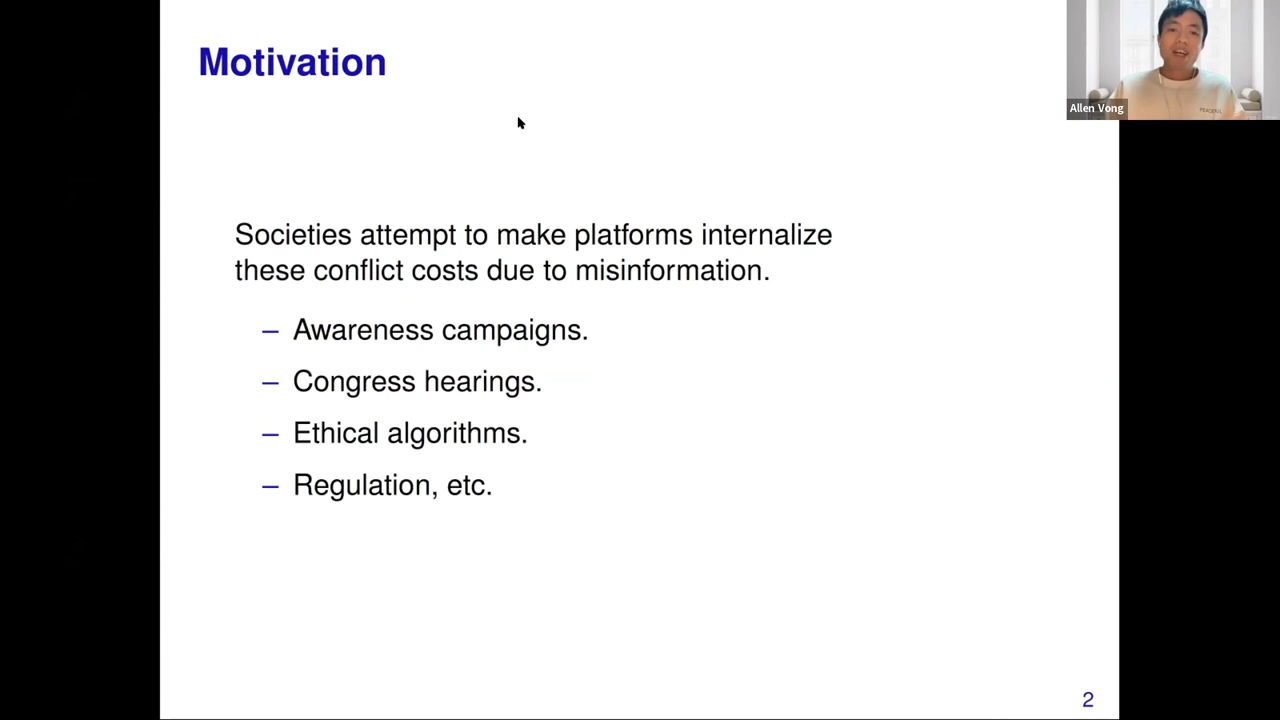 Motivation
Allen Vong
PEACEFUL
Societies attempt to make platforms internalize
these conflict costs due to misinformation.
– Awareness campaigns.
– Congress hearings.
– Ethical algorithms.
– Regulation, etc.
2